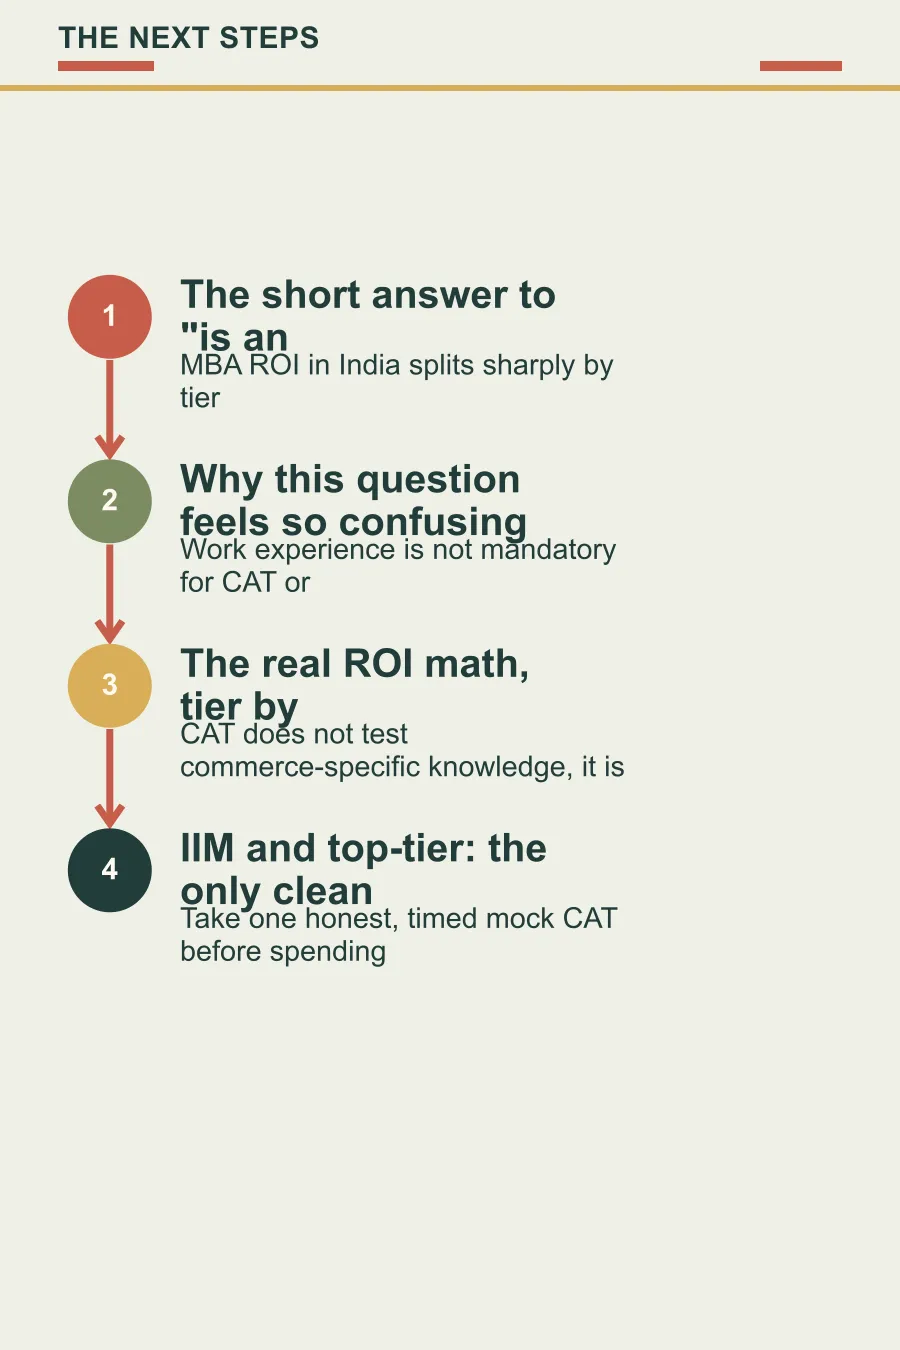 THE NEXT STEPS
1
The short answer to
"is an
MBA ROI in India splits sharply by
tier
2
Why this question
feels so confusing
Work experience is not mandatory
for CAT or
3
The real ROI math,
tier by
CAT does not test
commerce-specific knowledge, it is
4
IIM and top-tier: the
only clean
Take one honest, timed mock CAT
before spending